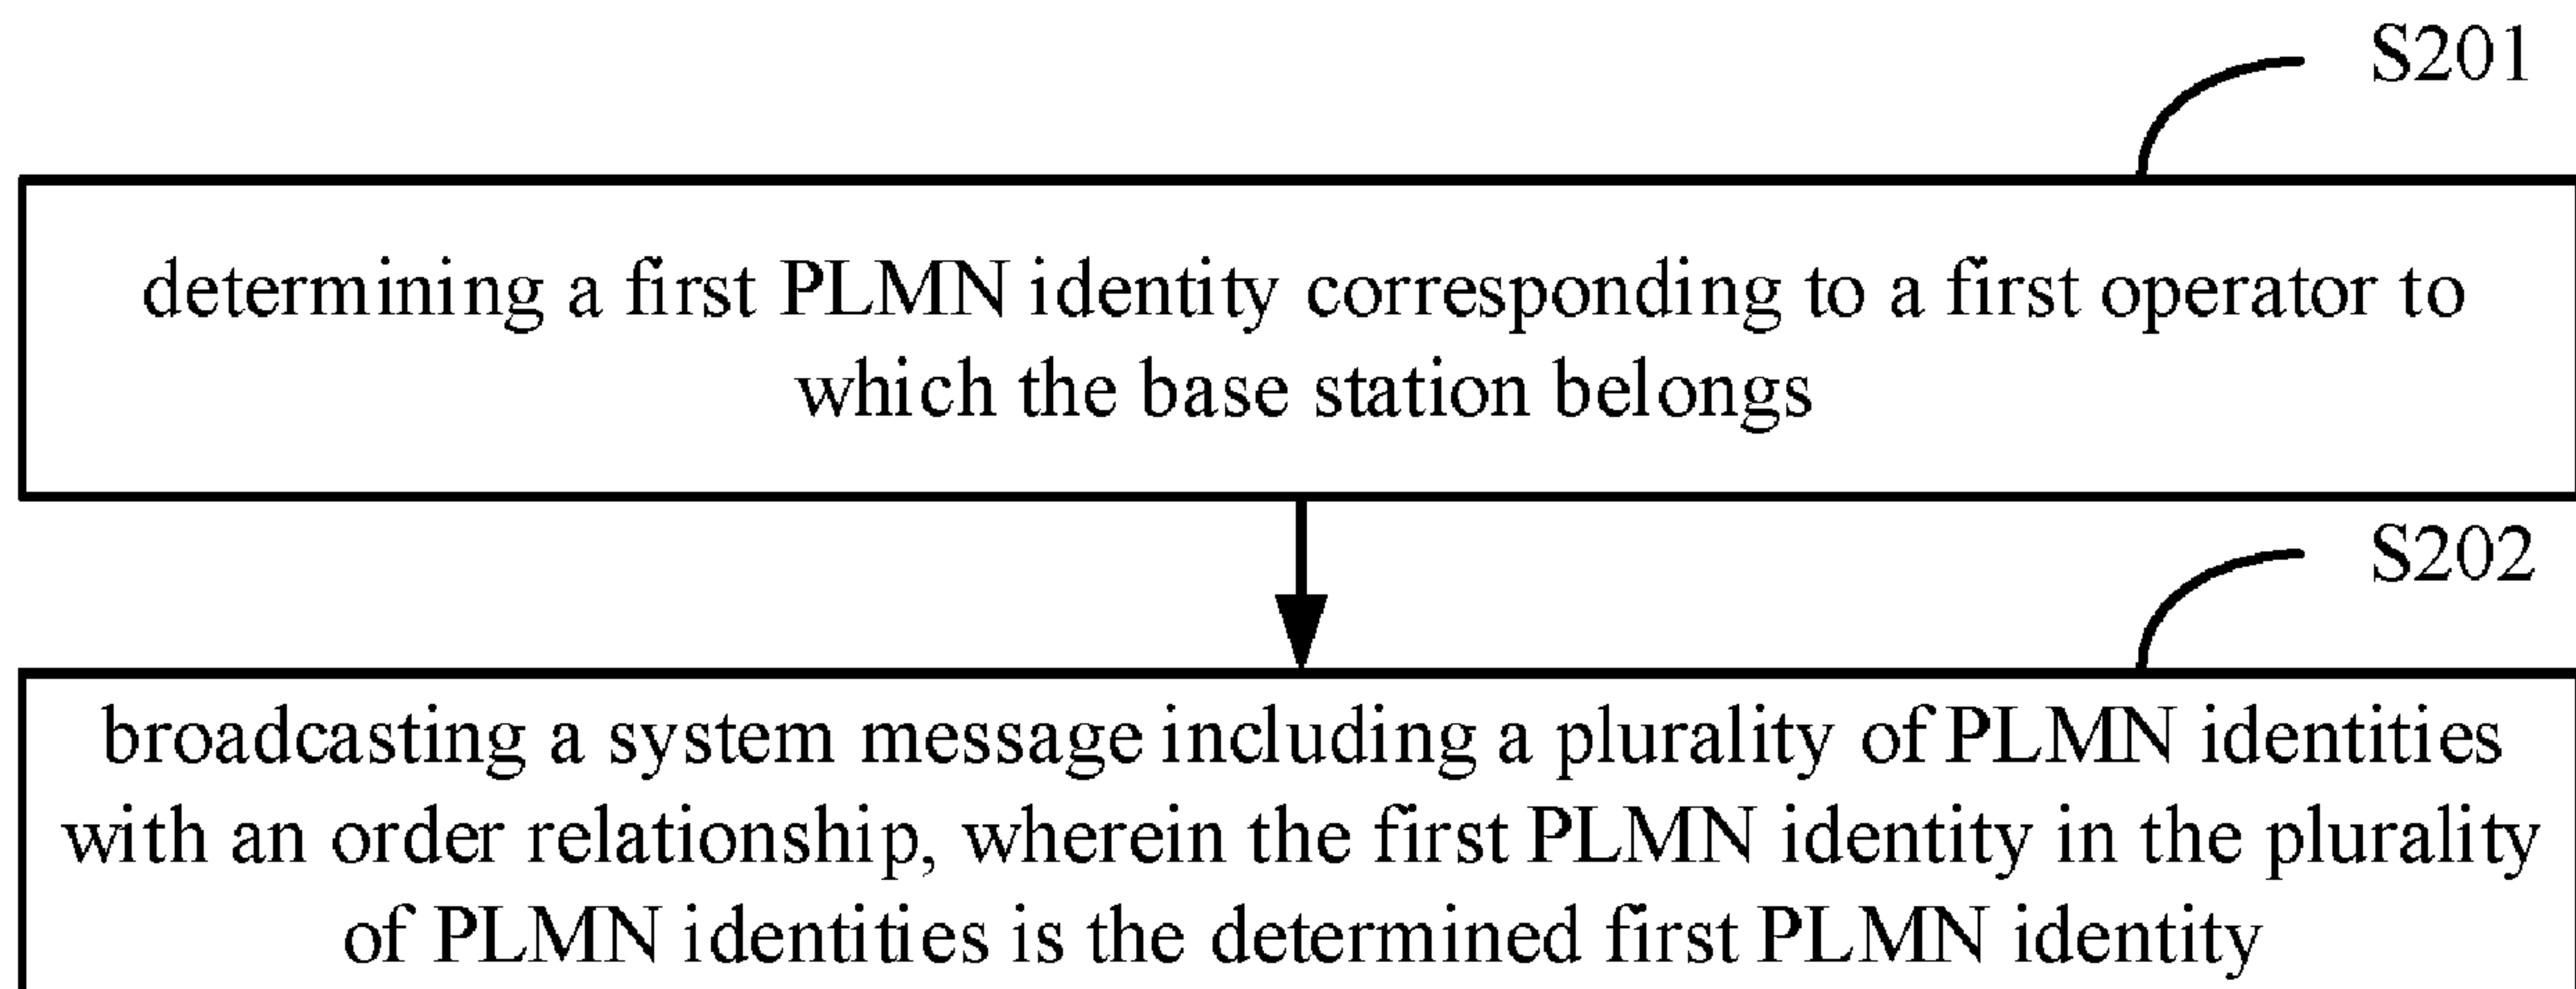 S201
determining a first PLMN identity corresponding to a first operator to
which the base station belongs
S202
broadcasting a system message including a plurality of PLMN identities
with an order relationship, wherein the first PLMN identity in the plurality
of PLMN identities is the determined first PLMN identity